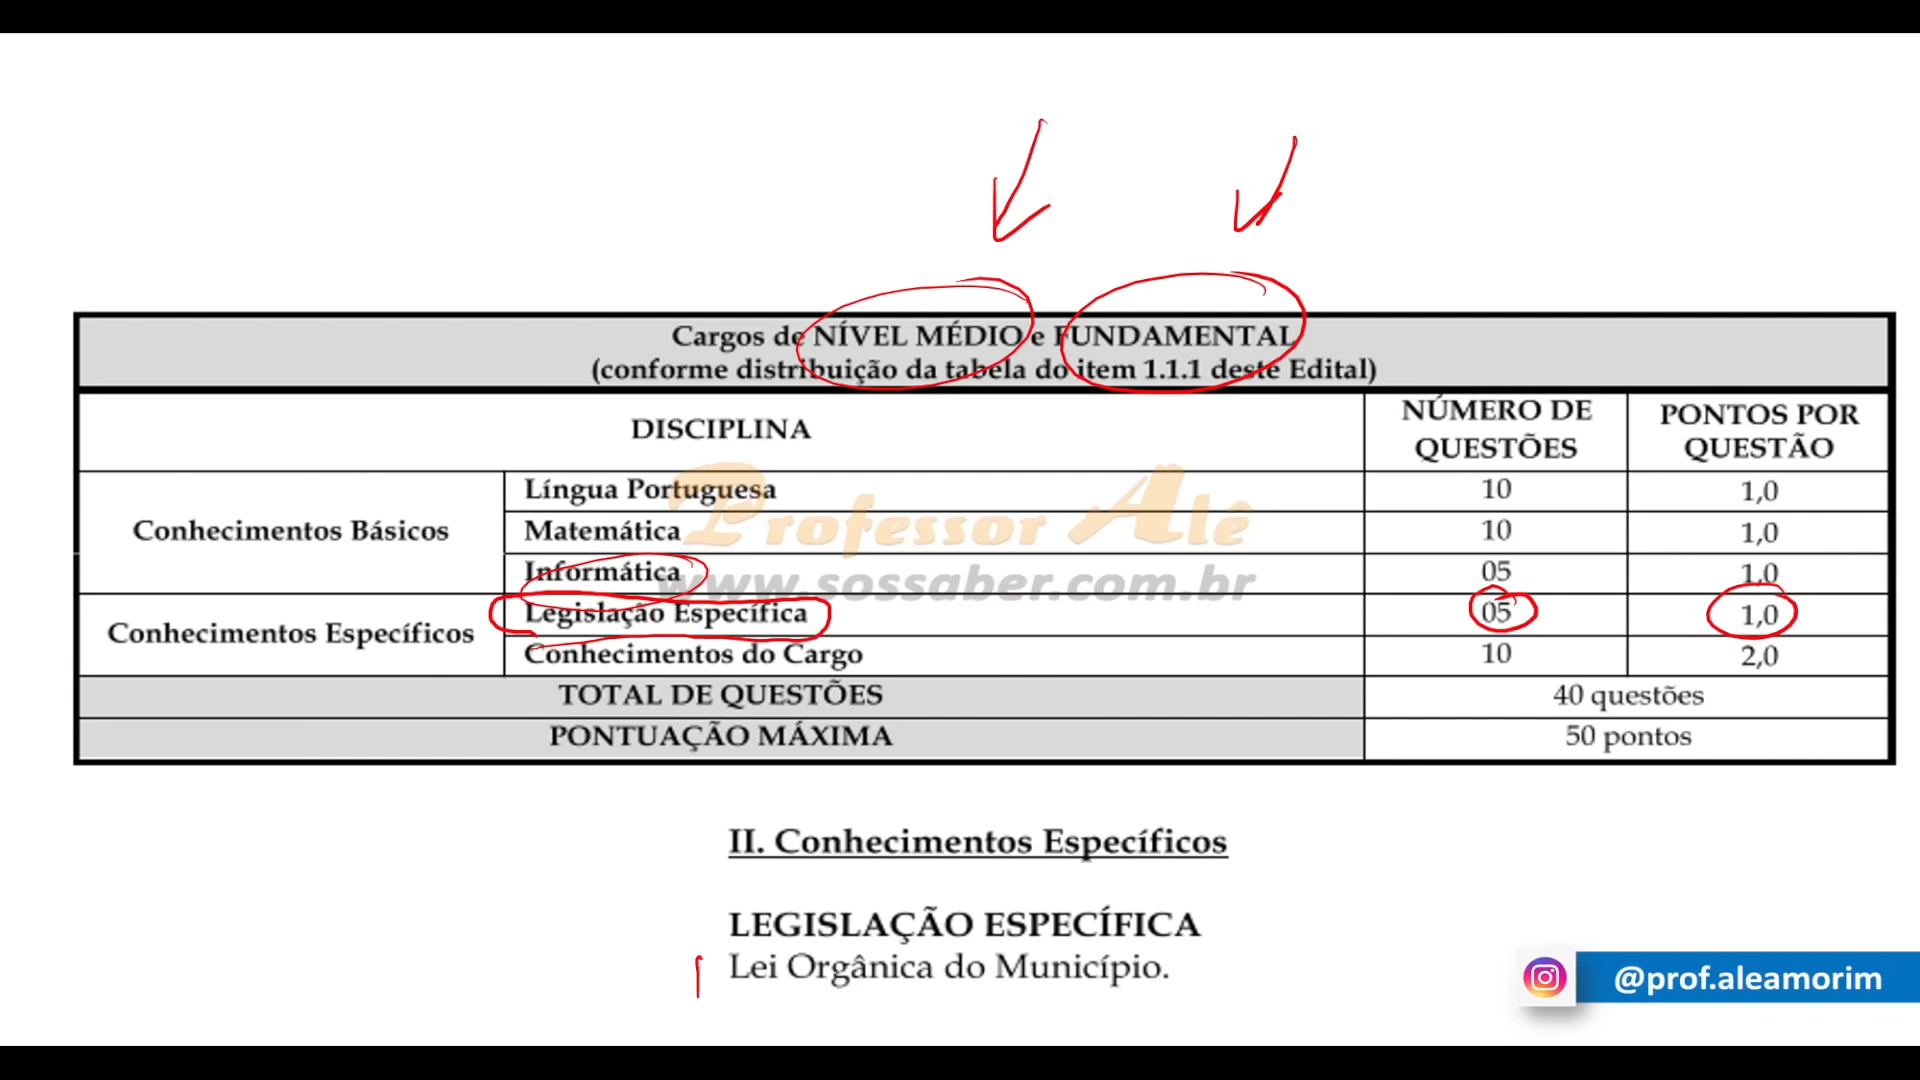 Cargos de NÍVEL MÉDIO e FUNDAMENTAL
(conforme distribuição da tabela do item 1.1.1 deste Edital)
DISCIPLINA
NÚMERO DE
QUESTÕES
PONTOS POR
QUESTÃO
Conhecimentos Básicos
Língua Portuguesa 10 1,0
Matemática 10 1,0
Informática 05 1,0
Conhecimentos Específicos
Legislação Específica 05 1,0
Conhecimentos do Cargo 10 2,0
TOTAL DE QUESTÕES 40 questões
PONTUAÇÃO MÁXIMA 50 pontos
Professor Alê
www.sossaber.com.br
II. Conhecimentos Específicos
LEGISLAÇÃO ESPECÍFICA
Lei Orgânica do Município.
@prof.aleamorim